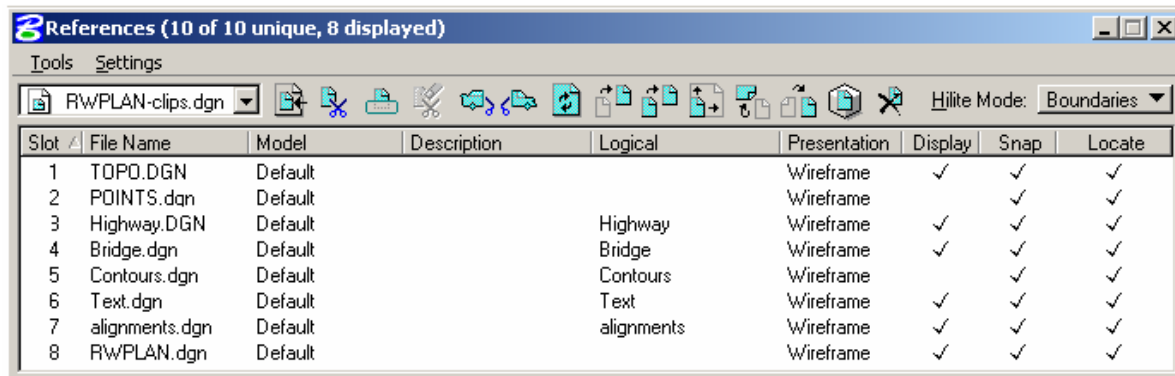 References (10 of 10 unique, 8 displayed)
Tools Settings
RWPLAN-clips.dgn Hilite Mode: Boundaries
Slot File Name Model Description Logical Presentation Display Snap Locate
1 TOPO.DGN Default Wireframe ✓ ✓ ✓
2 POINTS.dgn Default Wireframe ✓ ✓
3 Highway.DGN Default Highway Wireframe ✓ ✓ ✓
4 Bridge.dgn Default Bridge Wireframe ✓ ✓ ✓
5 Contours.dgn Default Contours Wireframe ✓ ✓
6 Text.dgn Default Text Wireframe ✓ ✓ ✓
7 alignments.dgn Default alignments Wireframe ✓ ✓ ✓
8 RWPLAN.dgn Default Wireframe ✓ ✓ ✓